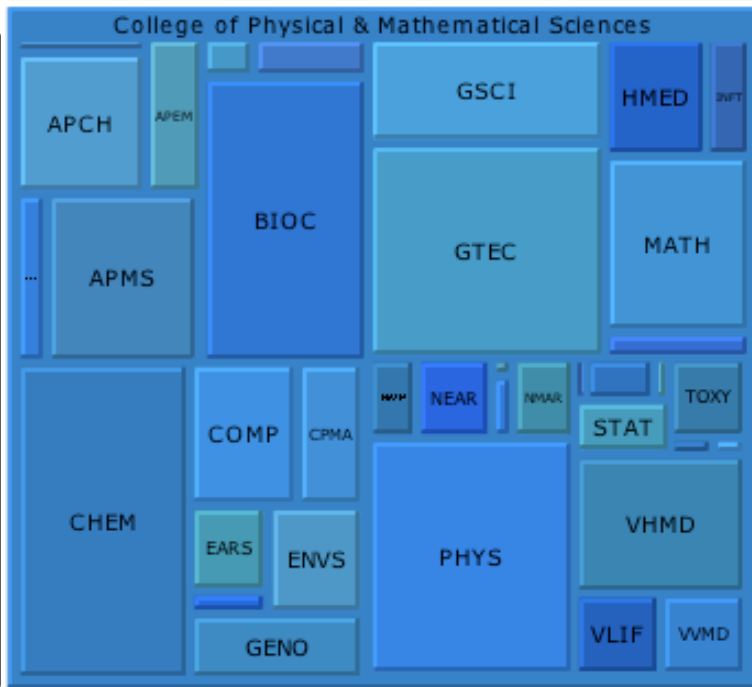 College of Physical & Mathematical Sciences
APCH
APEM
GSCI
HMED
INFT
BIOC
GTEC
MATH
...
APMS
CHEM
COMP
CPMA
NEAR
NMAR
TOXY
STAT
EARS
ENVS
PHYS
VHMD
GENO
VLIF
VVMD